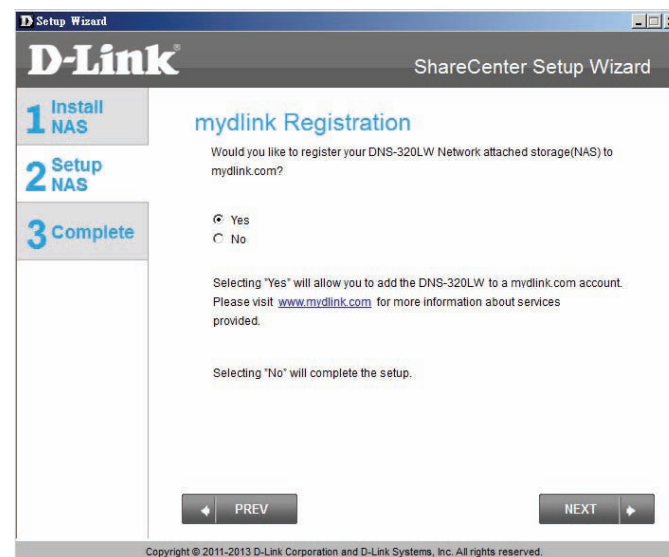 Setup Wizard
D-Link®
ShareCenter Setup Wizard
1 Install
NAS
2 Setup
NAS
3 Complete
mydlink Registration
Would you like to register your DNS-320LW Network attached storage(NAS) to
mydlink.com?
Yes
No
Selecting "Yes" will allow you to add the DNS-320LW to a mydlink.com account.
Please visit www.mydlink.com for more information about services
provided.
Selecting "No" will complete the setup.
PREV
NEXT
Copyright © 2011-2013 D-Link Corporation and D-Link Systems, Inc. All rights reserved.